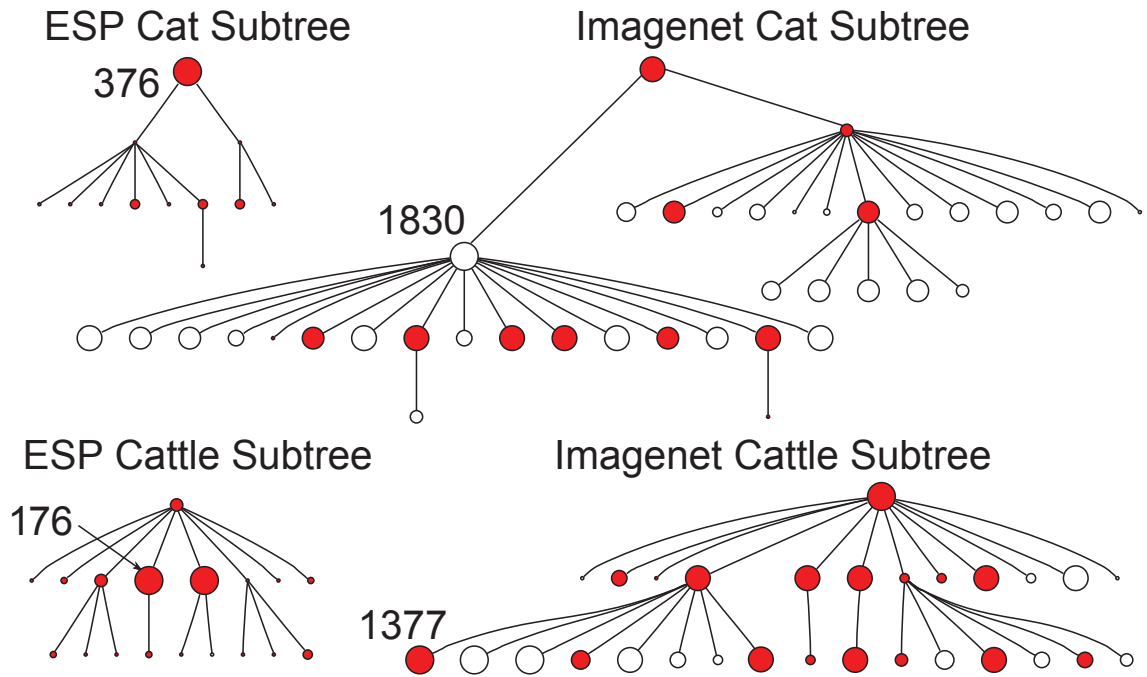 ESP Cat Subtree
Imagenet Cat Subtree
376
1830
ESP Cattle Subtree
Imagenet Cattle Subtree
176
1377